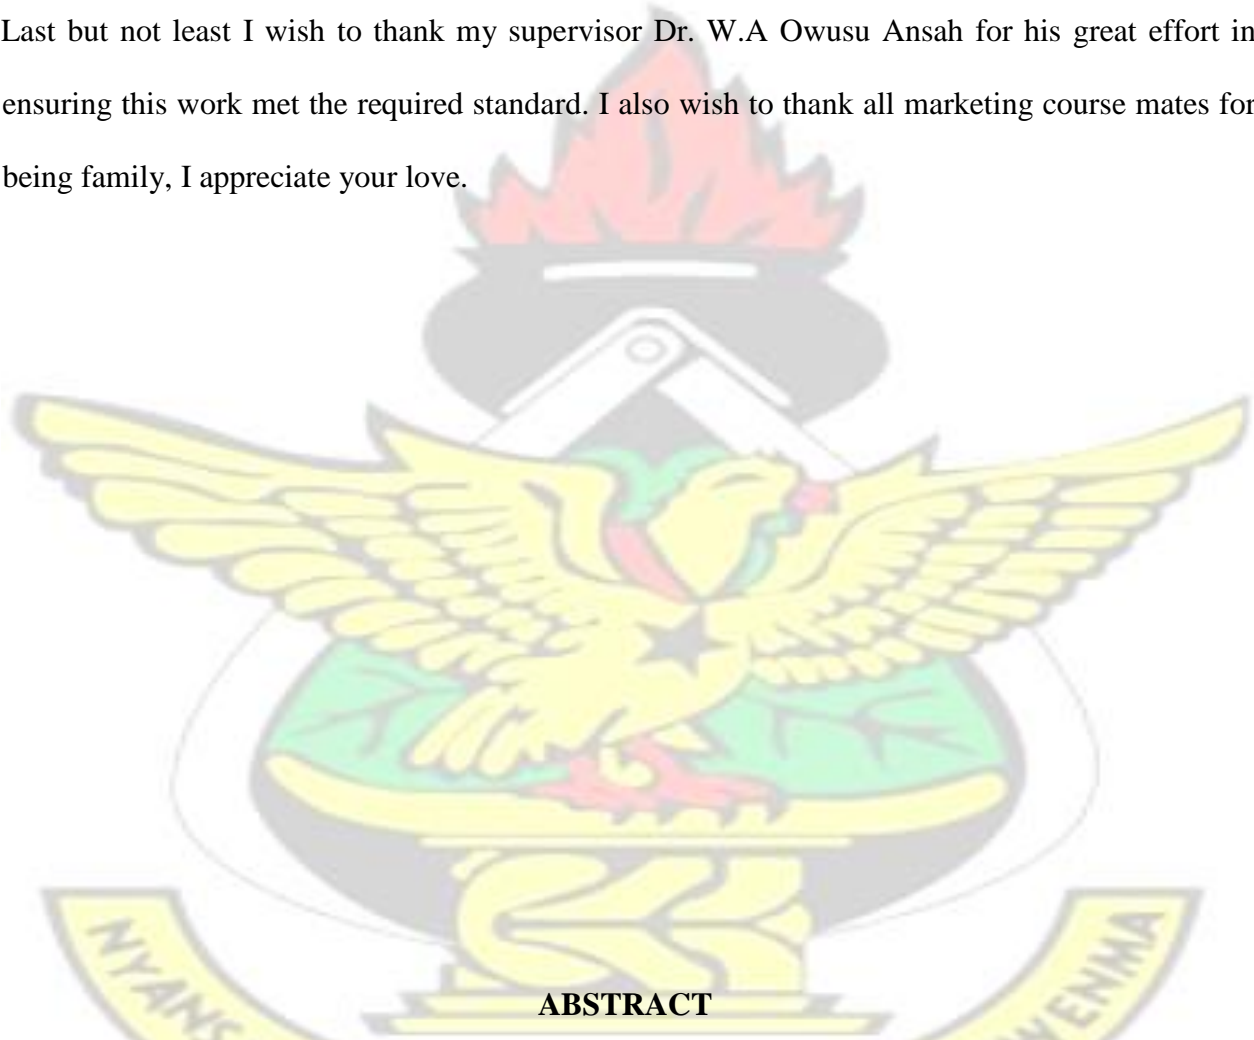 Last but not least I wish to thank my supervisor Dr. W.A Owusu Ansah for his great effort in
ensuring this work met the required standard. I also wish to thank all marketing course mates for
being family, I appreciate your love.
ABSTRACT